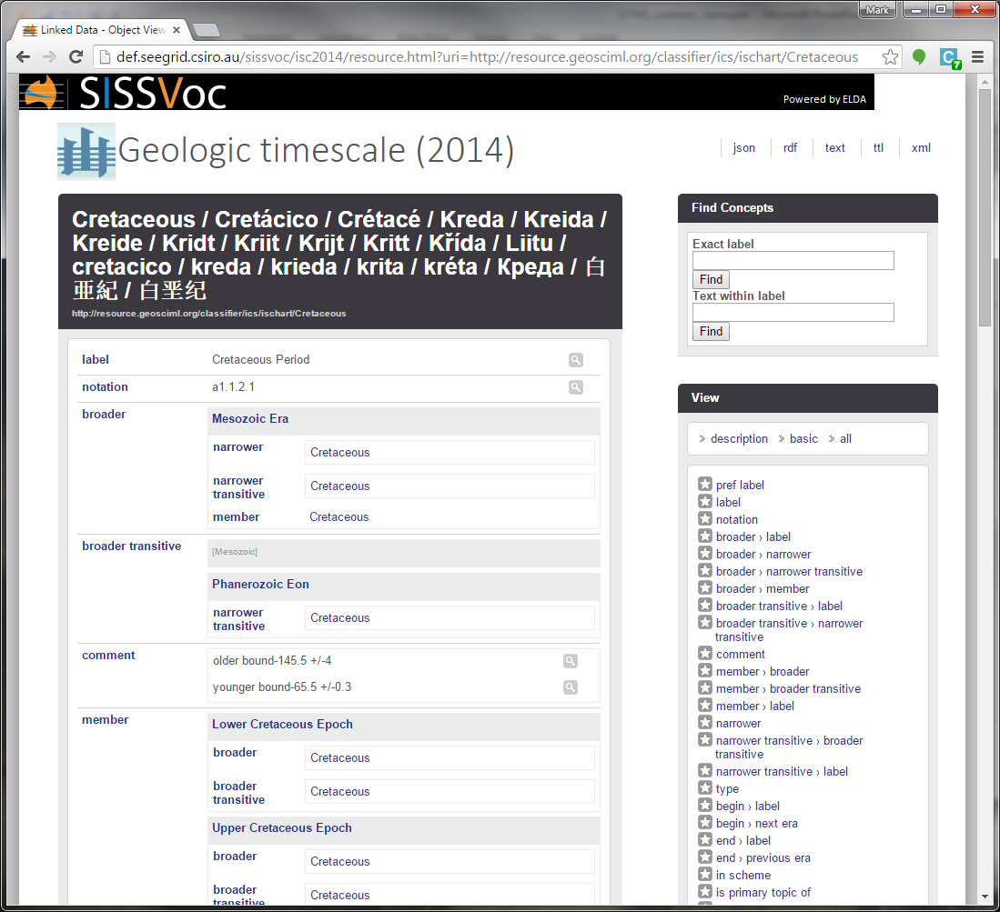 Mark
Linked Data - Object View
def.seegrid.csiro.au/sissvoc/isc2014/resource.html?uri=http://resource.geosciml.org/classifier/ics/ischart/Cretaceous
C 7
SISSVoc
Powered by ELDA
Geologic timescale (2014)
json rdf text ttl xml
Cretaceous / Cretácico / Crétacé / Kreda / Kreida /
Kreide / Kridt / Kriit / Krijt / Kritt / Křída / Liitu /
cretacico / kreda / krieda / krita / kréta / Креда / 白
亜紀 / 白垩纪
http://resource.geosciml.org/classifier/ics/ischart/Cretaceous
label Cretaceous Period
notation a1.1.2.1
broader Mesozoic Era
narrower Cretaceous
narrower
transitive Cretaceous
member Cretaceous
broader transitive [Mesozoic]
Phanerozoic Eon
narrower
transitive Cretaceous
comment older bound-145.5 +/-4
younger bound-65.5 +/-0.3
member Lower Cretaceous Epoch
broader Cretaceous
broader
transitive Cretaceous
Upper Cretaceous Epoch
broader Cretaceous
broader
transitive Cretaceous
Find Concepts
Exact label
Find
Text within label
Find
View
» description » basic » all
pref label
label
notation
broader › label
broader › narrower
broader › narrower transitive
broader › member
broader transitive › label
broader transitive › narrower
transitive
comment
member › broader
member › broader transitive
member › label
narrower
narrower transitive › broader
transitive
narrower transitive › label
type
begin › label
begin › next era
end › label
end › previous era
in scheme
is primary topic of